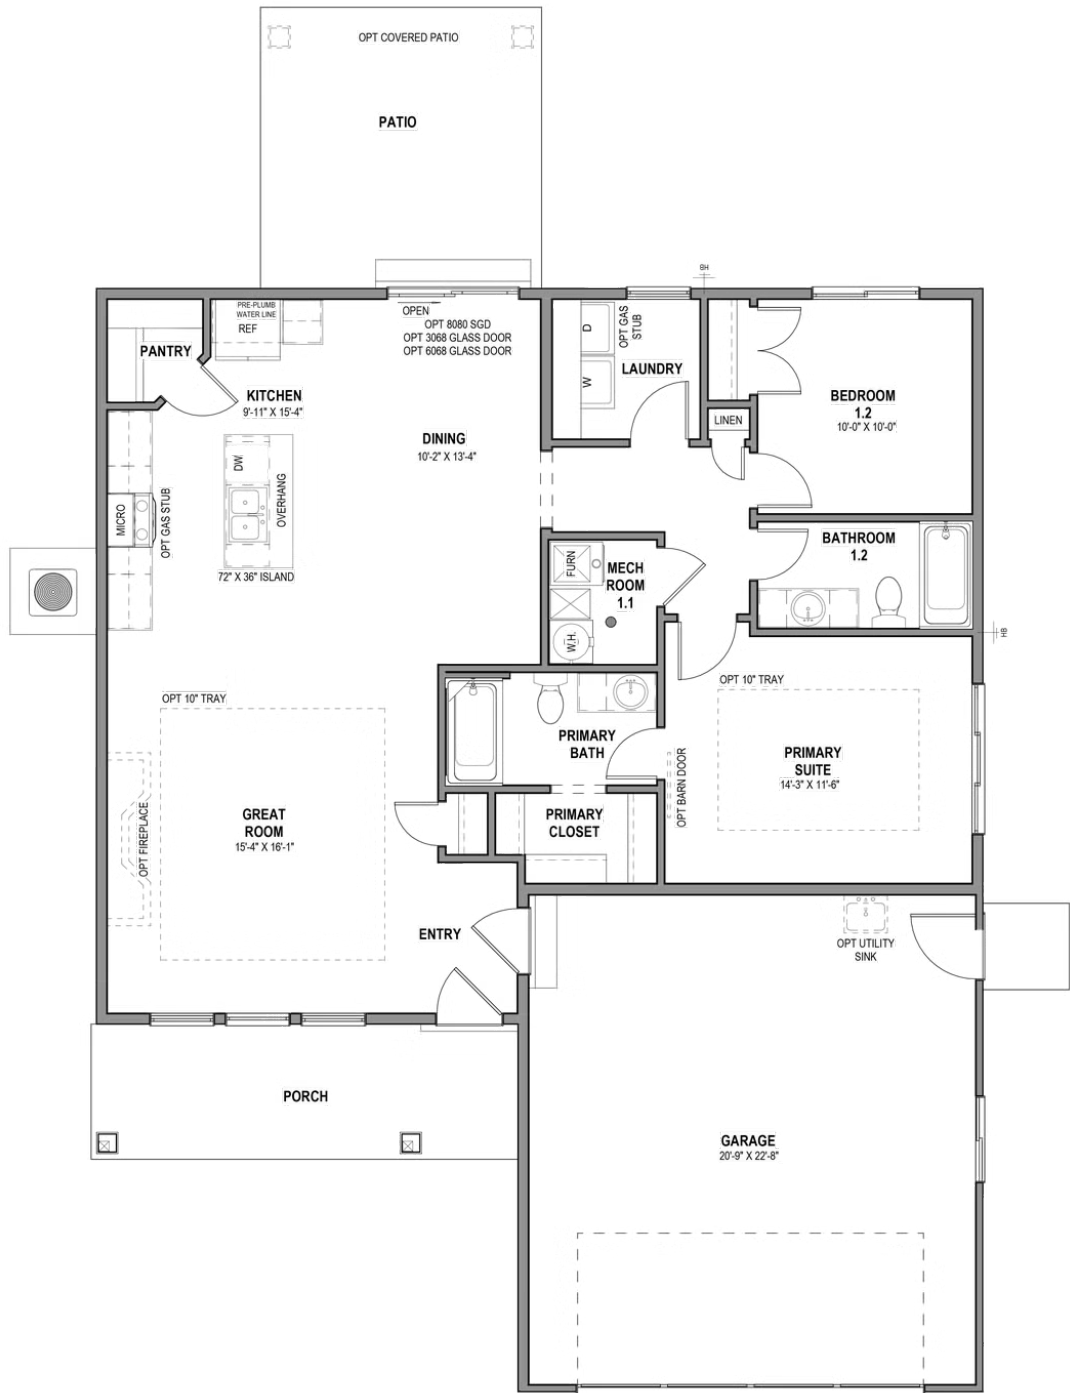 OPT COVERED PATIO
PATIO
HB
PRE-PLUMB
WATER LINE
REF
OPEN
OPT 8080 SGD
OPT 3068 GLASS DOOR
OPT 6068 GLASS DOOR
D
OPT GAS
STUB
W
LAUNDRY
PANTRY
KITCHEN
9'-11" X 15'-4"
DINING
10'-2" X 13'-4"
BEDROOM
1.2
10'-0" X 10'-0"
LINEN
DW
OVERHANG
MICRO
OPT GAS STUB
72" X 36" ISLAND
FURN
MECH
ROOM
1.1
W.H.
BATHROOM
1.2
HB
OPT 10" TRAY
OPT 10" TRAY
PRIMARY
BATH
OPT BARN DOOR
PRIMARY
SUITE
14'-3" X 11'-6"
OPT FIREPLACE
GREAT
ROOM
15'-4" X 16'-1"
PRIMARY
CLOSET
ENTRY
OPT UTILITY
SINK
PORCH
GARAGE
20'-9" X 22'-8"